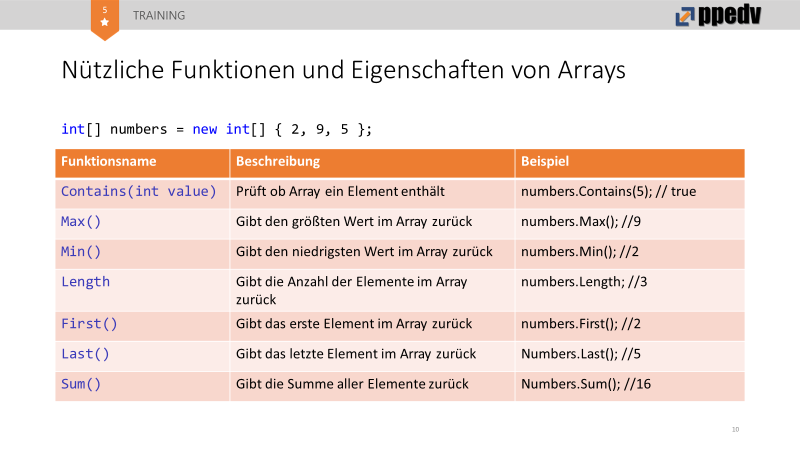 5
TRAINING
ppedv
Nützliche Funktionen und Eigenschaften von Arrays
int[] numbers = new int[] { 2, 9, 5 };
Funktionsname Beschreibung Beispiel
Contains(int value) Prüft ob Array ein Element enthält numbers.Contains(5); // true
Max() Gibt den größten Wert im Array zurück numbers.Max(); //9
Min() Gibt den niedrigsten Wert im Array zurück numbers.Min(); //2
Length Gibt die Anzahl der Elemente im Array numbers.Length; //3
zurück
First() Gibt das erste Element im Array zurück numbers.First(); //2
Last() Gibt das letzte Element im Array zurück Numbers.Last(); //5
Sum() Gibt die Summe aller Elemente zurück Numbers.Sum(); //16
10